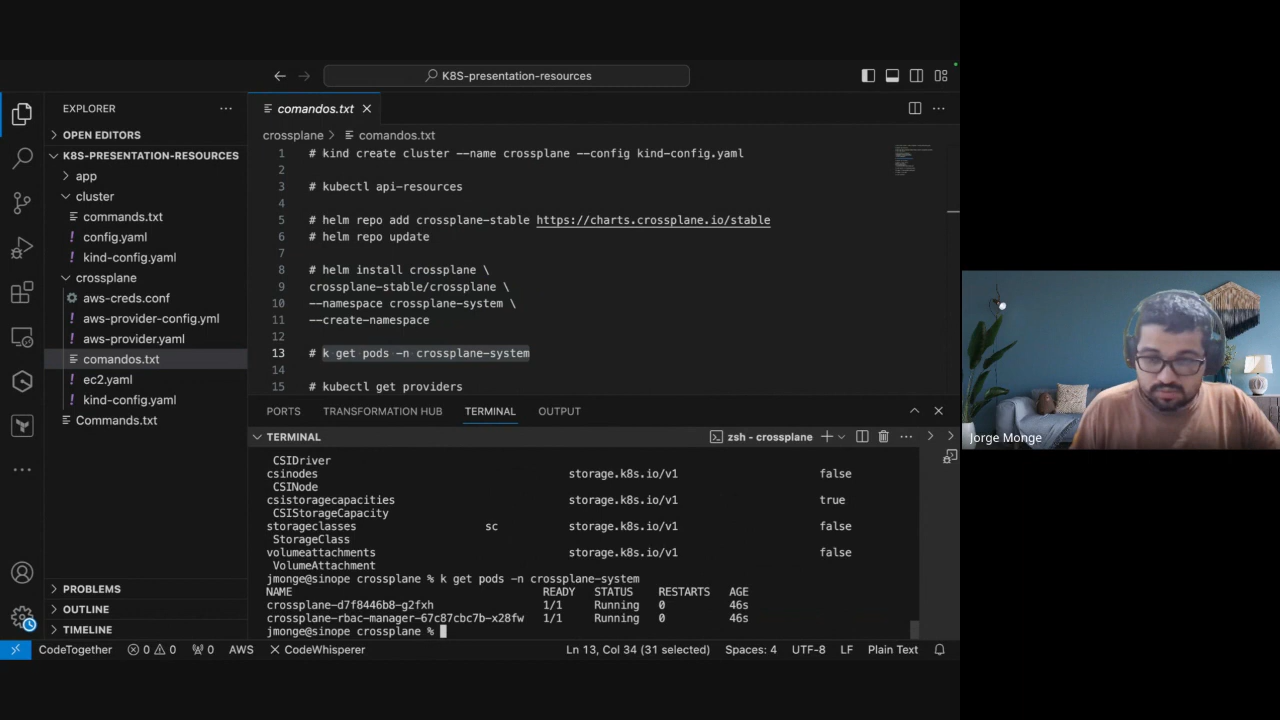 K8S-presentation-resources
EXPLORER
OPEN EDITORS
K8S-PRESENTATION-RESOURCES
app
cluster
commands.txt
config.yaml
kind-config.yaml
crossplane
aws-creds.conf
aws-provider-config.yml
aws-provider.yaml
comandos.txt
ec2.yaml
kind-config.yaml
Commands.txt
PROBLEMS
OUTLINE
TIMELINE
comandos.txt
crossplane > comandos.txt
1 # kind create cluster --name crossplane --config kind-config.yaml
2
3 # kubectl api-resources
4
5 # helm repo add crossplane-stable https://charts.crossplane.io/stable
6 # helm repo update
7
8 # helm install crossplane \
9 crossplane-stable/crossplane \
10 --namespace crossplane-system \
11 --create-namespace
12
13 # k get pods -n crossplane-system
14
15 # kubectl get providers
PORTS TRANSFORMATION HUB TERMINAL OUTPUT
TERMINAL zsh - crossplane
CSIDriver
csinodes storage.k8s.io/v1 false
CSINode
csistoragecapacities storage.k8s.io/v1 true
CSIStorageCapacity
storageclasses sc storage.k8s.io/v1 false
StorageClass
volumeattachments storage.k8s.io/v1 false
VolumeAttachment
jmonge@sinope crossplane % k get pods -n crossplane-system
NAME READY STATUS RESTARTS AGE
crossplane-d7f8446b8-g2fxh 1/1 Running 0 46s
crossplane-rbac-manager-67c87cbc7b-x28fw 1/1 Running 0 46s
jmonge@sinope crossplane %
CodeTogether 0 0 0 AWS CodeWhisperer Ln 13, Col 34 (31 selected) Spaces: 4 UTF-8 LF Plain Text
Jorge Monge